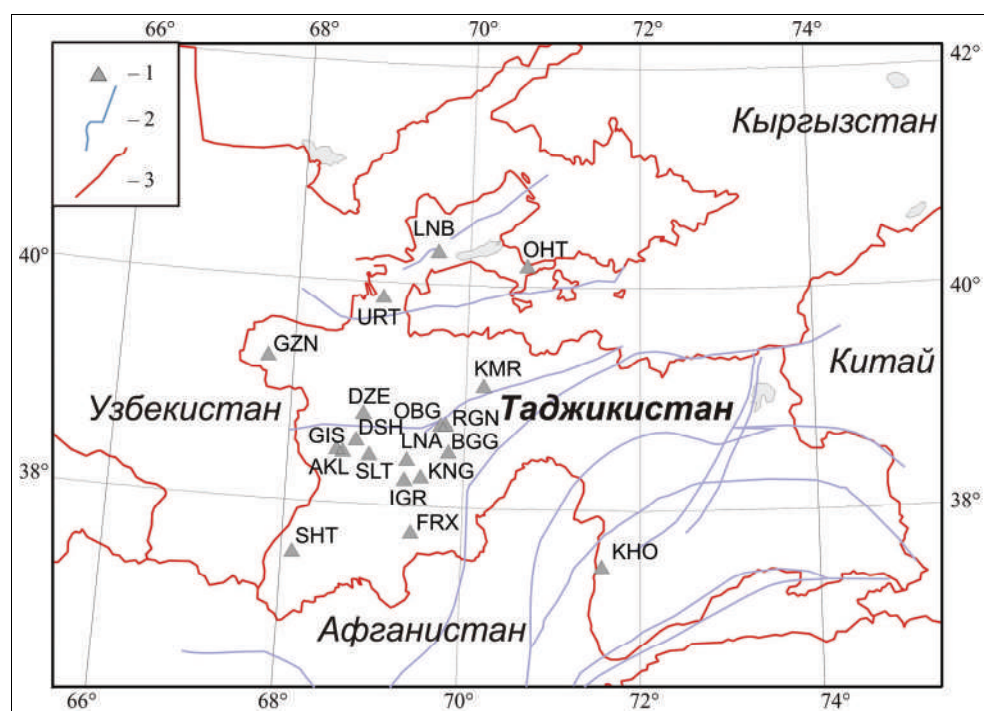 66° 68° 70° 72° 74°
42°
– 1
– 2
– 3
Кыргызстан
LNB
OHT
40°
40°
URT
GZN
KMR
Китай
DZE
Узбекистан
OBG
RGN
Таджикистан
DSH
GIS
LNA
BGG
AKL
SLT
KNG
38°
IGR
38°
FRX
SHT
KHO
Афганистан
66° 68° 70° 72° 74°